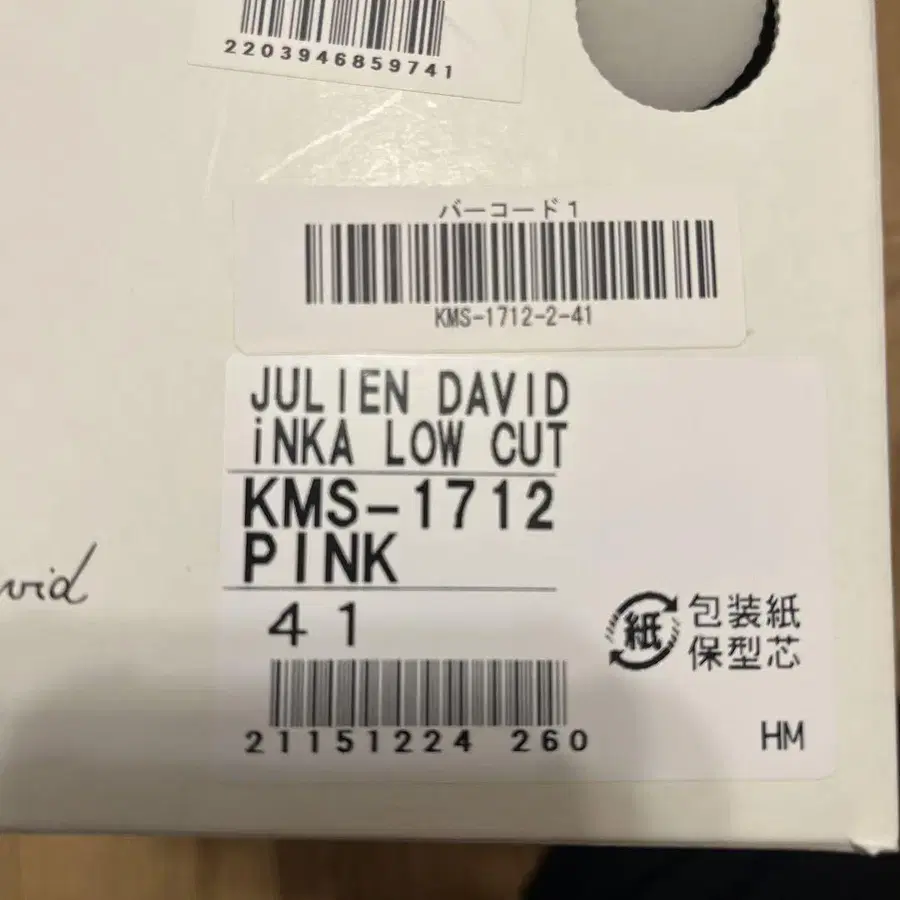 2203946859741
バーコード1
KMS-1712-2-41
JULIEN DAVID
iNKA LOW CUT
KMS-1712
PINK
vid
41
紙
包装紙
保型芯
21151224 260
HM